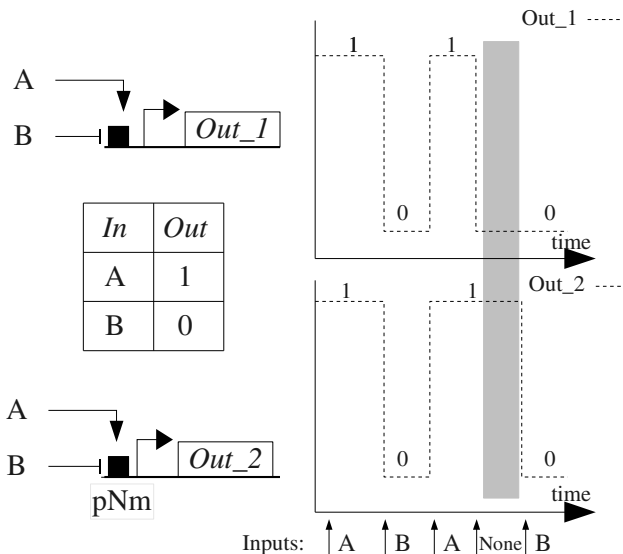 Out_1
1 1
A
B
Out_1
0 0
time
In Out
A 1
B 0
Out_2
1 1
A
B
Out_2
0 0
pNm
time
Inputs: A B A None B